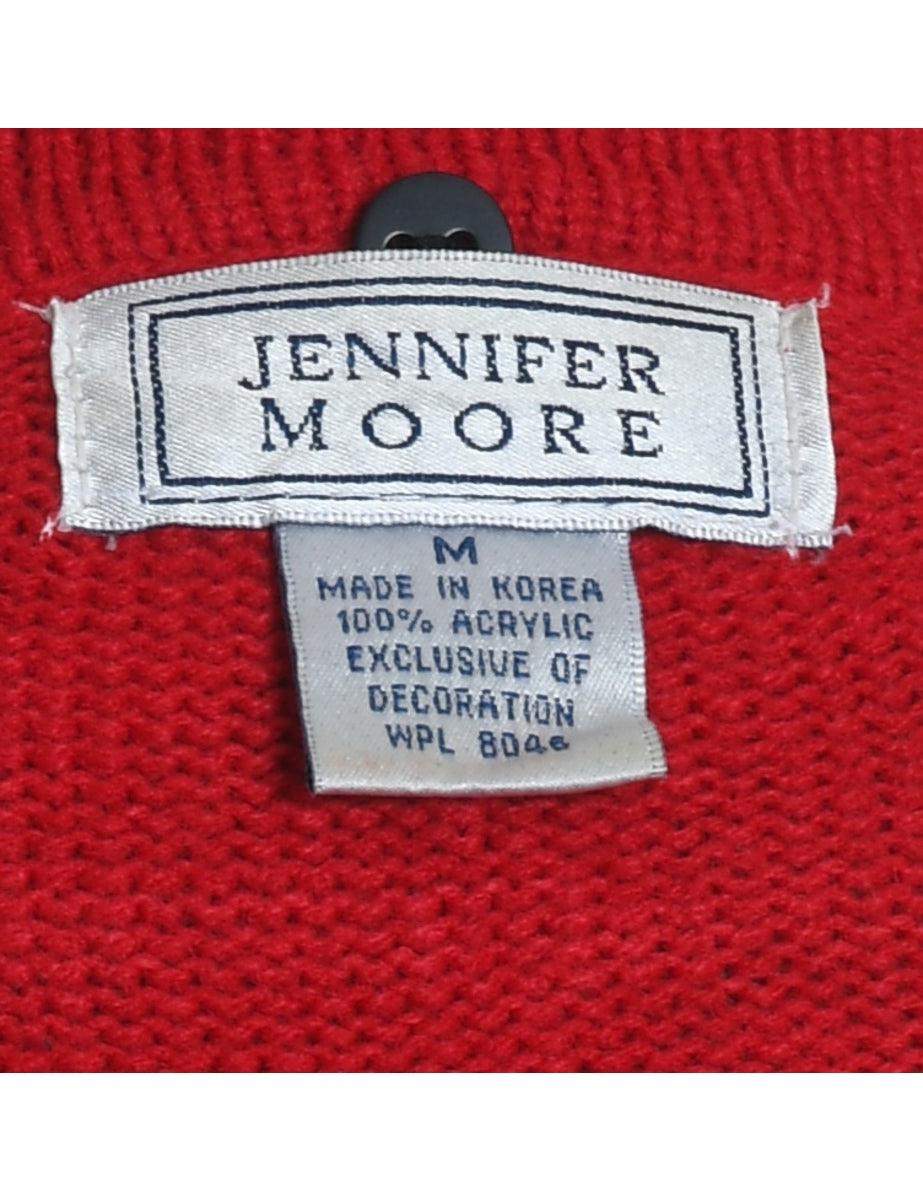 JENNIFER
MOORE
M
MADE IN KOREA
100% ACRYLIC
EXCLUSIVE OF
DECORATION
WPL 8046